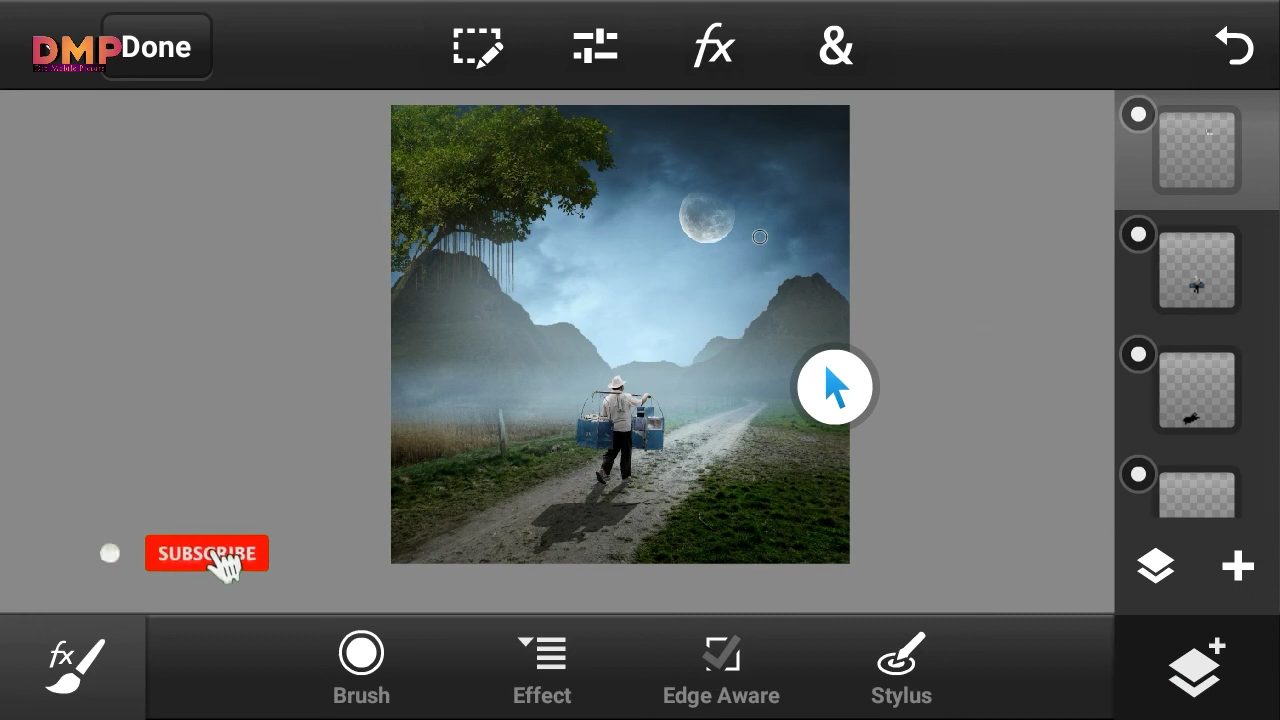 DMP
Done
fx
&
SUBSCRIBE
fx
Brush
Effect
Edge Aware
Stylus